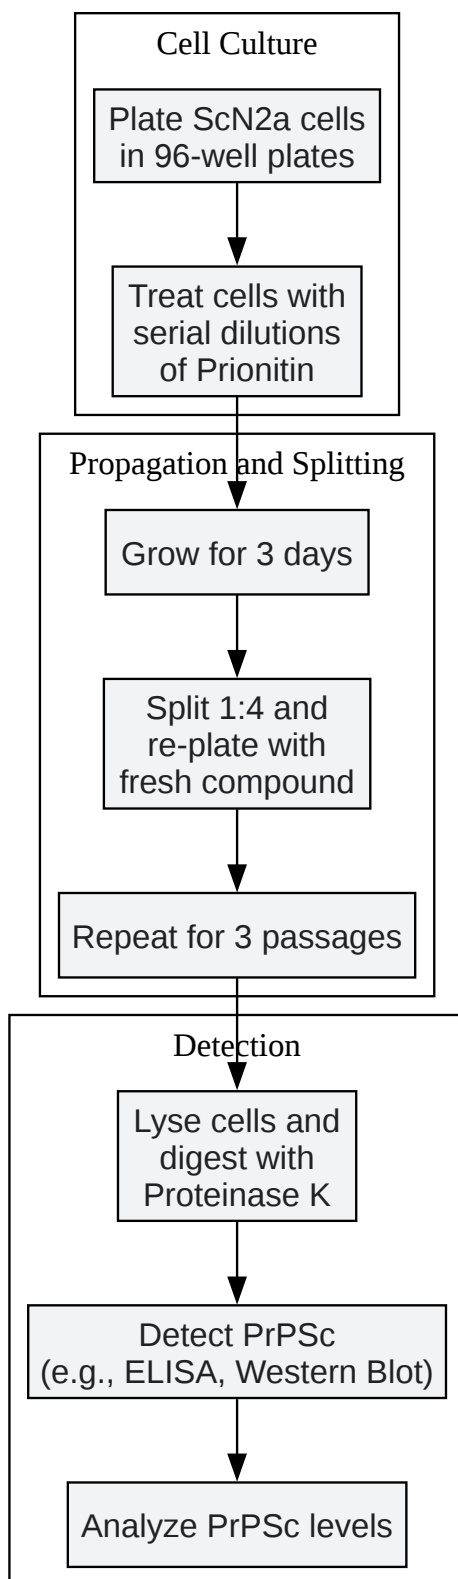 Cell Culture
Plate ScN2a cells
in 96-well plates
Treat cells with
serial dilutions
of Prionitin
Propagation and Splitting
Grow for 3 days
Split 1:4 and
re-plate with
fresh compound
Repeat for 3 passages
Detection
Lyse cells and
digest with
Proteinase K
Detect PrPSc
(e.g., ELISA, Western Blot)
Analyze PrPSc levels